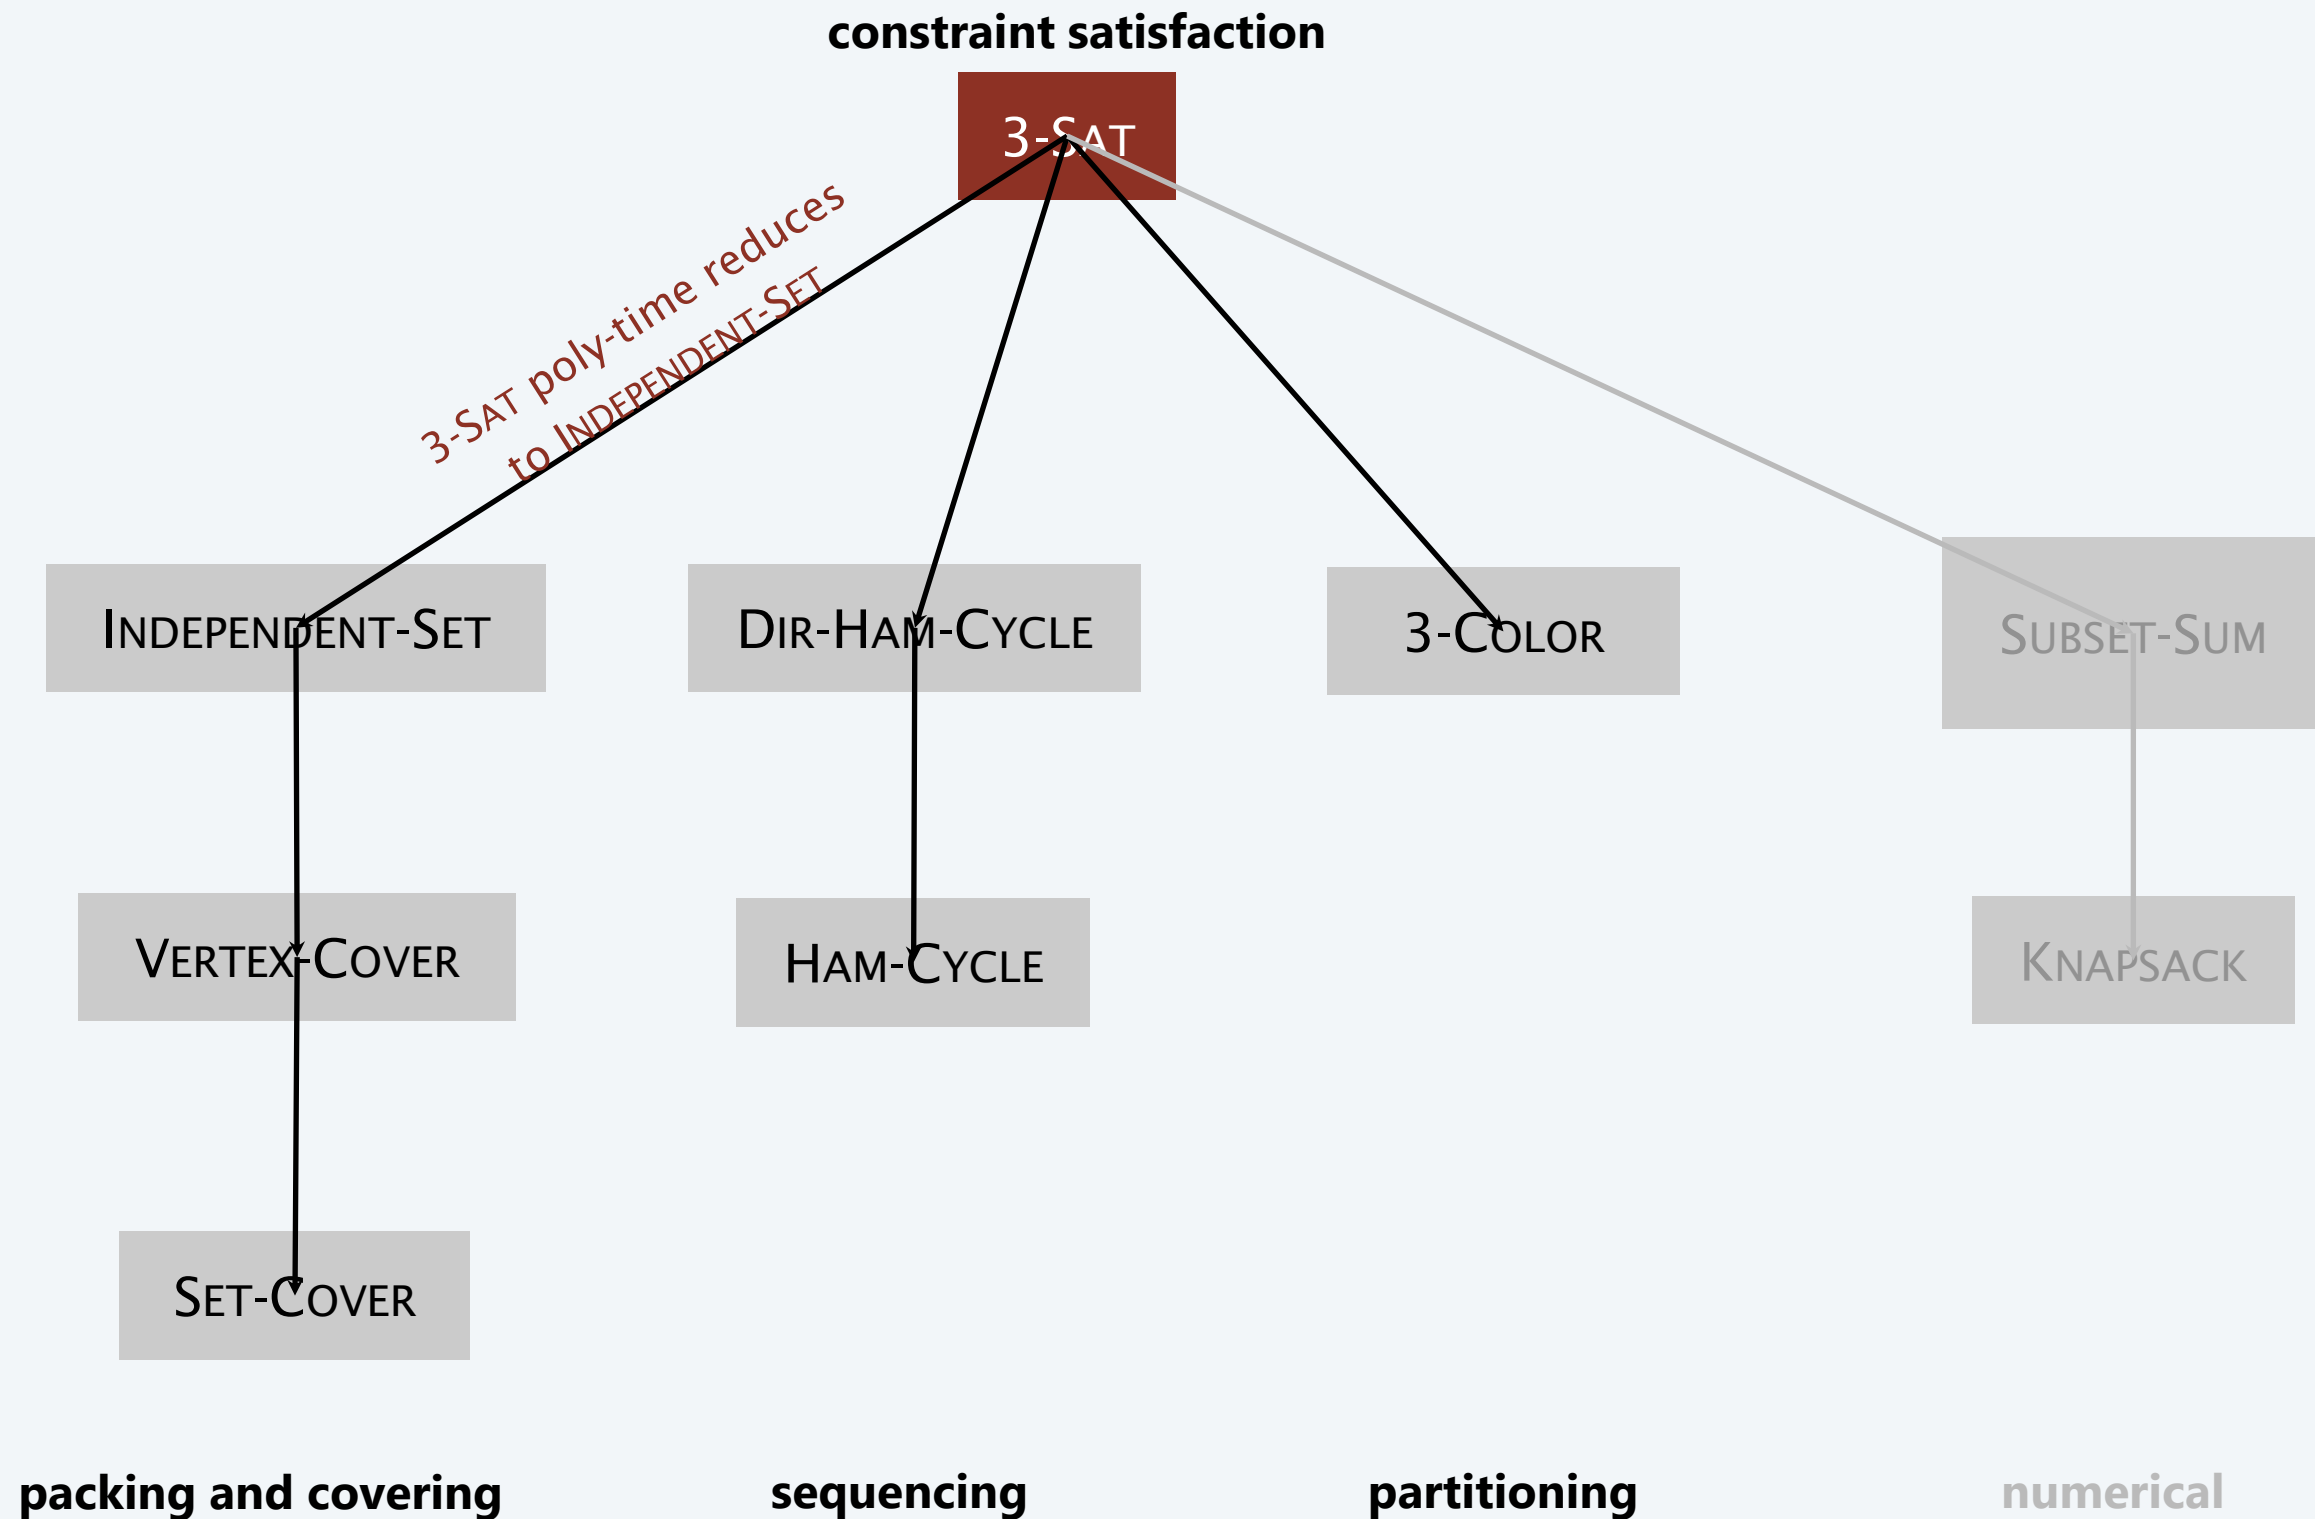 constraint satisfaction
3-SAT
3-SAT poly-time reduces
to INDEPENDENT-SET
INDEPENDENT-SET
DIR-HAM-CYCLE
3-COLOR
SUBSET-SUM
VERTEX-COVER
HAM-CYCLE
KNAPSACK
SET-COVER
packing and covering
sequencing
partitioning
numerical